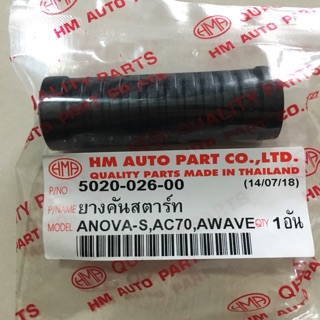 HMA
HM AUTO PART CO.,LTD.
QUALITY PARTS MADE IN THAILAND
P/NO 5020-026-00 (14/07/18)
P/NAME ยางคันสตาร์ท
MODEL ANOVA-S,AC70,AWAVE QTY 1อัน
QUALITY PARTS
HM AUTO PARTS